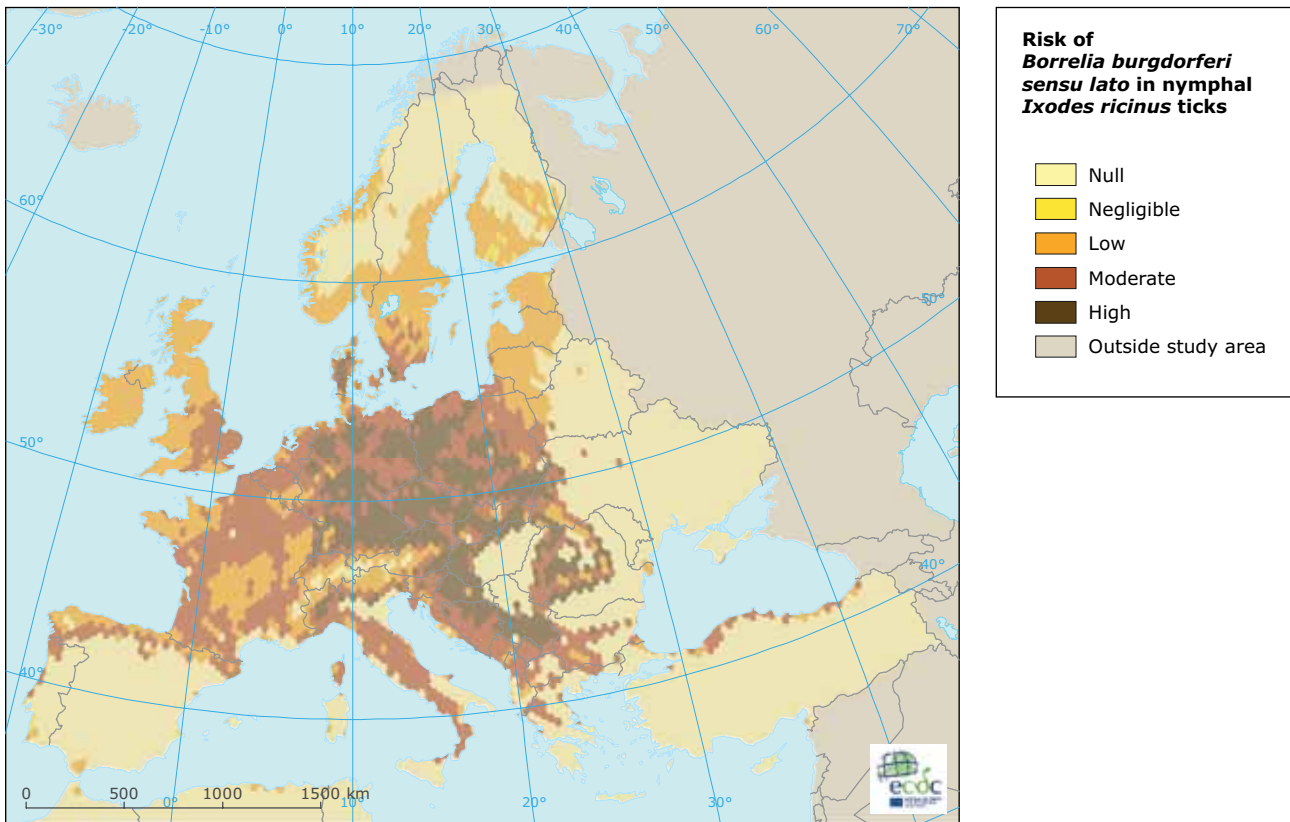 -30°
-20°
-10°
0°
10°
20°
30°
40°
50°
60°
70°
60°
50°
50°
40°
40°
0
500
1000
1500 km
0°
10°
20°
30°
ecdc
Risk of
Borrelia burgdorferi
sensu lato in nymphal
Ixodes ricinus ticks
Null
Negligible
Low
Moderate
High
Outside study area